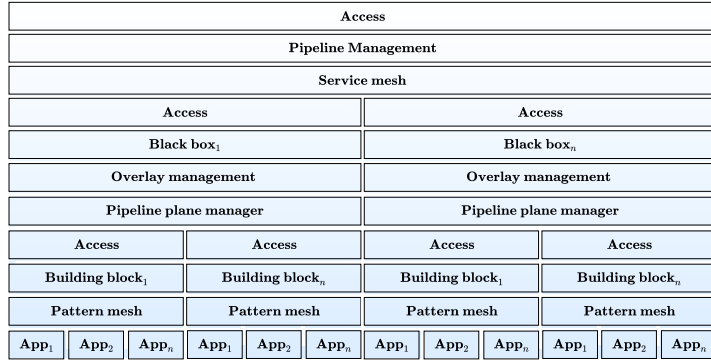 Access
Pipeline Management
Service mesh
Access Access
Black box₁ Black boxₙ
Overlay management Overlay management
Pipeline plane manager Pipeline plane manager
Access Access Access Access
Building block₁ Building blockₙ Building block₁ Building blockₙ
Pattern mesh Pattern mesh Pattern mesh Pattern mesh
App₁ App₂ Appₙ App₁ App₂ Appₙ App₁ App₂ Appₙ App₁ App₂ Appₙ